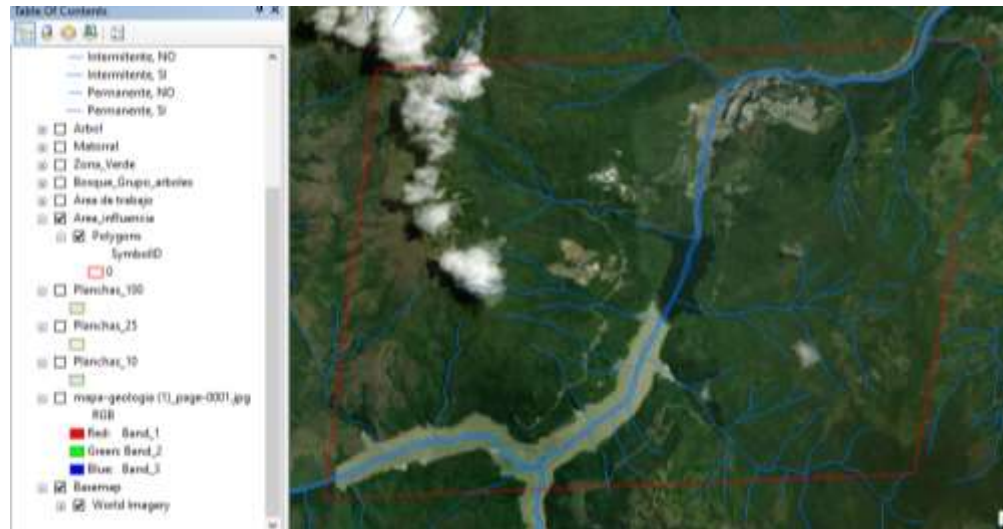 Table Of Contents
Intermitente, NO
Intermitente, SI
Permanente, NO
Permanente, SI
Arbol
Matorral
Zona_Verde
Bosque_Grupo_arboles
Area de trabajo
Area_influencia
Polygons
SymbolID
0
Planchas_100
Planchas_25
Planchas_10
mapa-geologia (1)_page-0001.jpg
RGB
Red: Band_1
Green: Band_2
Blue: Band_3
Basemap
World Imagery